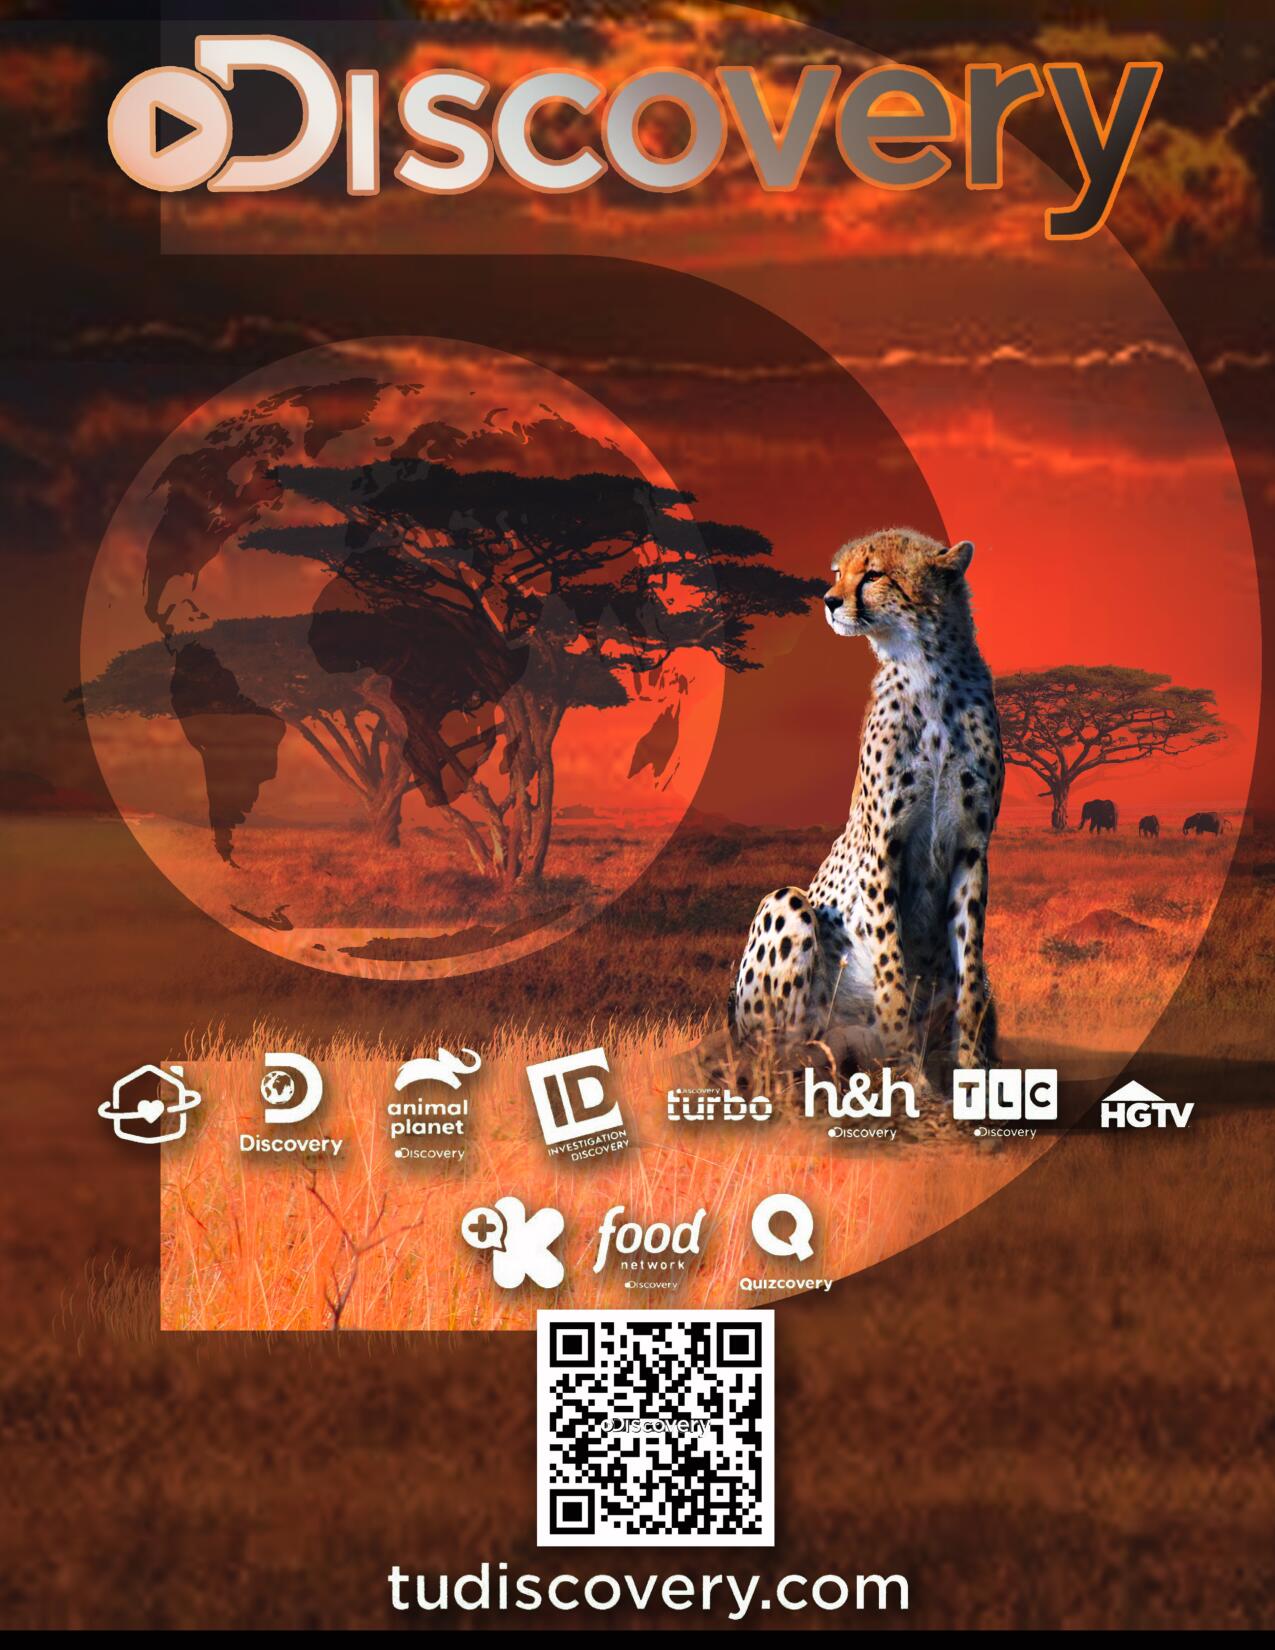 Discovery
Discovery
animal
planet
Discovery
ID
INVESTIGATION
DISCOVERY
Discovery
turbo
h&h
Discovery
TLC
Discovery
HGTV
+K
food
network
Discovery
Q
Quizcovery
Discovery
tudiscovery.com